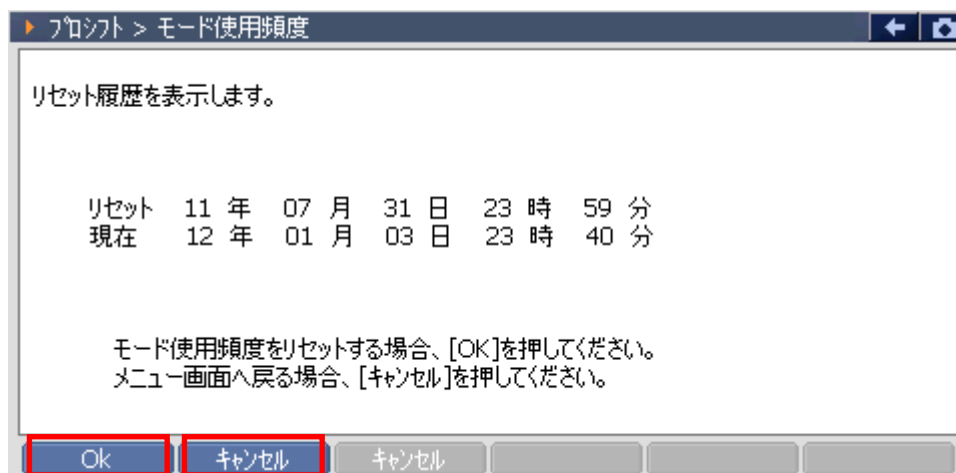 プロシフト > モード使用頻度
リセット履歴を表示します。
リセット 11 年 07 月 31 日 23 時 59 分
現在 12 年 01 月 03 日 23 時 40 分
モード使用頻度をリセットする場合、[OK]を押してください。
メニュー画面へ戻る場合、[キャンセル]を押してください。
Ok キャンセル キャンセル